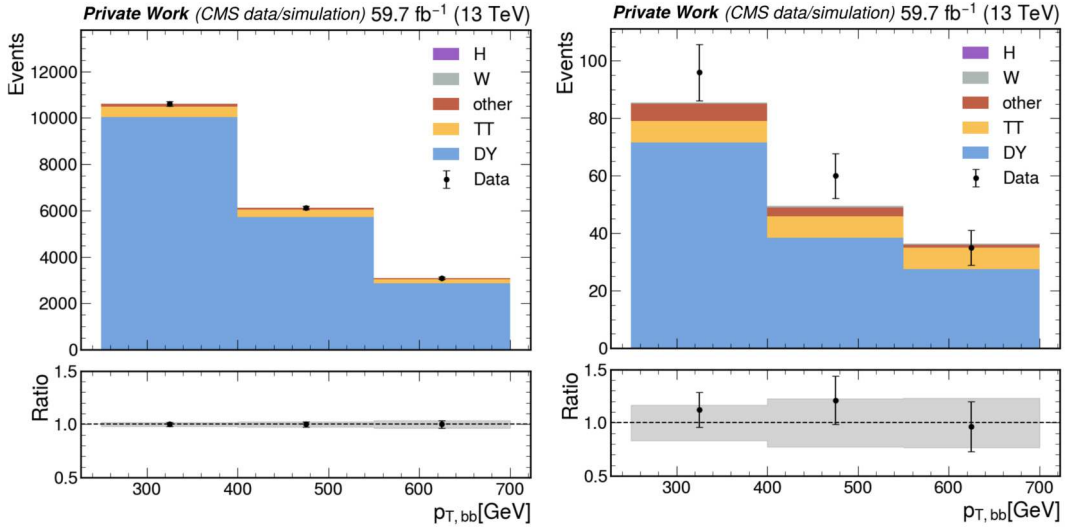 Private Work (CMS data/simulation) 59.7 fb⁻¹ (13 TeV)
Events
12000
10000
8000
6000
4000
2000
0
H
W
other
TT
DY
Data
Ratio
1.5
1.0
0.5
300 400 500 600 700
pT, bb[GeV]
Private Work (CMS data/simulation) 59.7 fb⁻¹ (13 TeV)
Events
100
80
60
40
20
0
H
W
other
TT
DY
Data
Ratio
1.5
1.0
0.5
300 400 500 600 700
pT, bb[GeV]